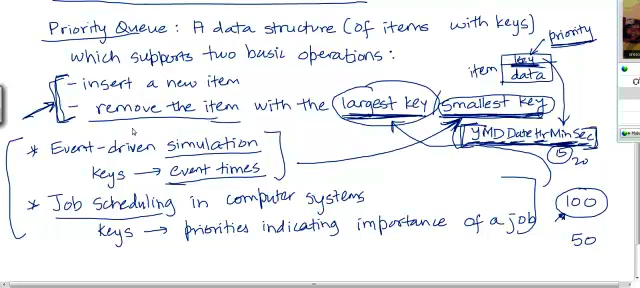 Priority Queue: A data structure (of items with keys)
which supports two basic operations:
priority
key
item
data
- insert a new item
- remove the item with the largest key / smallest key
YMD Date Hr Min Sec
* Event-driven simulation
15 20
keys → event times
* Job scheduling in computer systems
100
keys → priorities indicating importance of a job
50